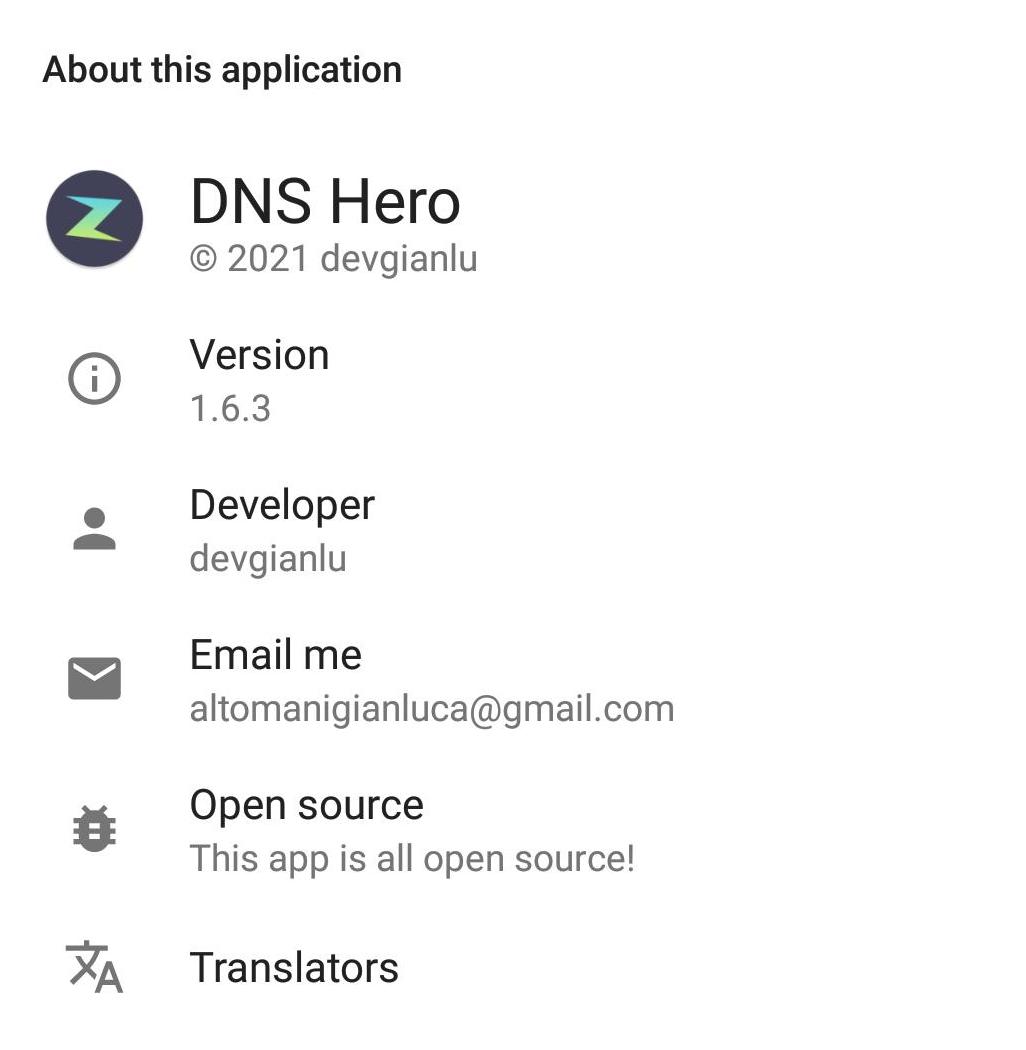 About this application
DNS Hero
© 2021 devgianlu
Version
1.6.3
Developer
devgianlu
Email me
altomanigianluca@gmail.com
Open source
This app is all open source!
Translators